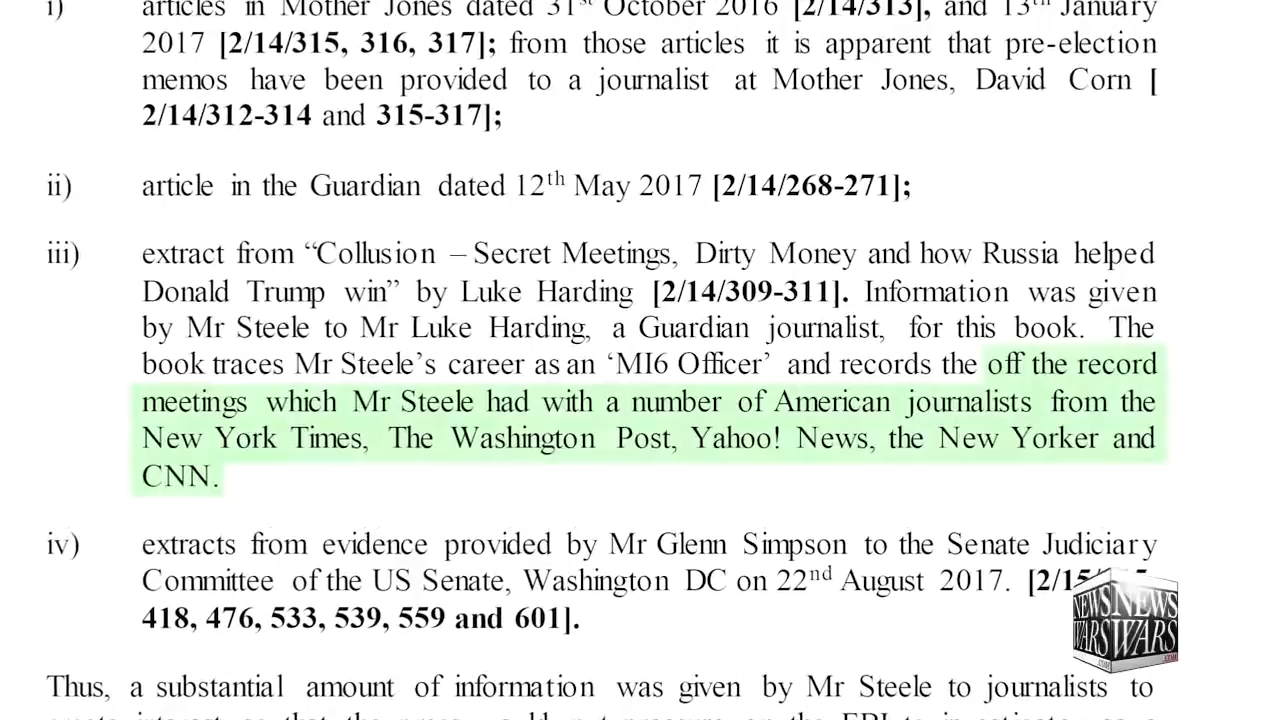 i) articles in Mother Jones dated 31st October 2016 [2/14/313], and 13th January
2017 [2/14/315, 316, 317]; from those articles it is apparent that pre-election
memos have been provided to a journalist at Mother Jones, David Corn [
2/14/312-314 and 315-317];
ii) article in the Guardian dated 12th May 2017 [2/14/268-271];
iii) extract from “Collusion – Secret Meetings, Dirty Money and how Russia helped
Donald Trump win” by Luke Harding [2/14/309-311]. Information was given
by Mr Steele to Mr Luke Harding, a Guardian journalist, for this book. The
book traces Mr Steele’s career as an ‘MI6 Officer’ and records the off the record
meetings which Mr Steele had with a number of American journalists from the
New York Times, The Washington Post, Yahoo! News, the New Yorker and
CNN.
iv) extracts from evidence provided by Mr Glenn Simpson to the Senate Judiciary
Committee of the US Senate, Washington DC on 22nd August 2017.
418, 476, 533, 539, 559 and 601].
NEWS NEWS
WARS WARS
.com .com
Thus, a substantial amount of information was given by Mr Steele to journalists to